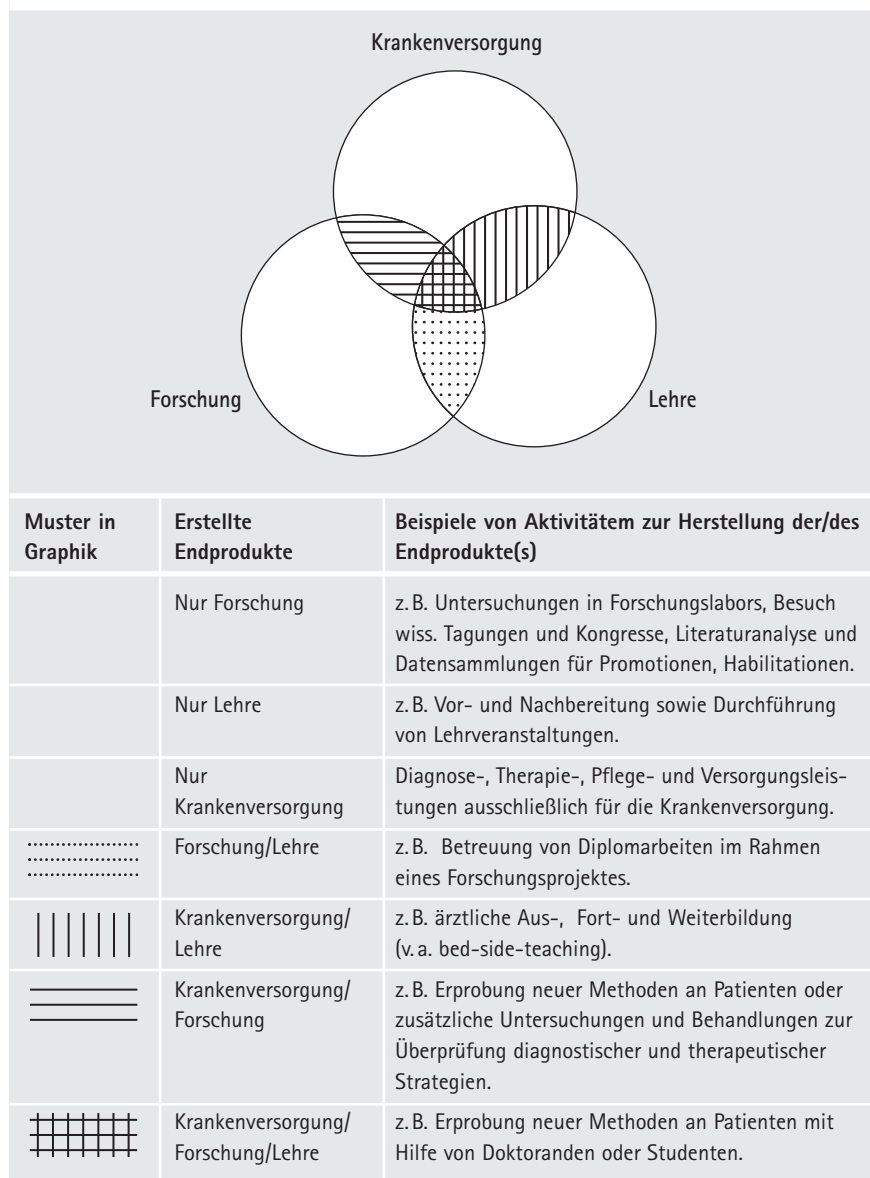 Krankenversorgung
Forschung
Lehre
Muster in
Graphik
Erstellte
Endprodukte
Beispiele von Aktivitätem zur Herstellung der/des
Endprodukte(s)
Nur Forschung
z. B. Untersuchungen in Forschungslabors, Besuch
wiss. Tagungen und Kongresse, Literaturanalyse und
Datensammlungen für Promotionen, Habilitationen.
Nur Lehre
z. B. Vor- und Nachbereitung sowie Durchführung
von Lehrveranstaltungen.
Nur
Krankenversorgung
Diagnose-, Therapie-, Pflege- und Versorgungsleis-
tungen ausschließlich für die Krankenversorgung.
Forschung/Lehre
z. B. Betreuung von Diplomarbeiten im Rahmen
eines Forschungsprojektes.
Krankenversorgung/
Lehre
z. B. ärztliche Aus-, Fort- und Weiterbildung
(v. a. bed-side-teaching).
Krankenversorgung/
Forschung
z. B. Erprobung neuer Methoden an Patienten oder
zusätzliche Untersuchungen und Behandlungen zur
Überprüfung diagnostischer und therapeutischer
Strategien.
Krankenversorgung/
Forschung/Lehre
z. B. Erprobung neuer Methoden an Patienten mit
Hilfe von Doktoranden oder Studenten.